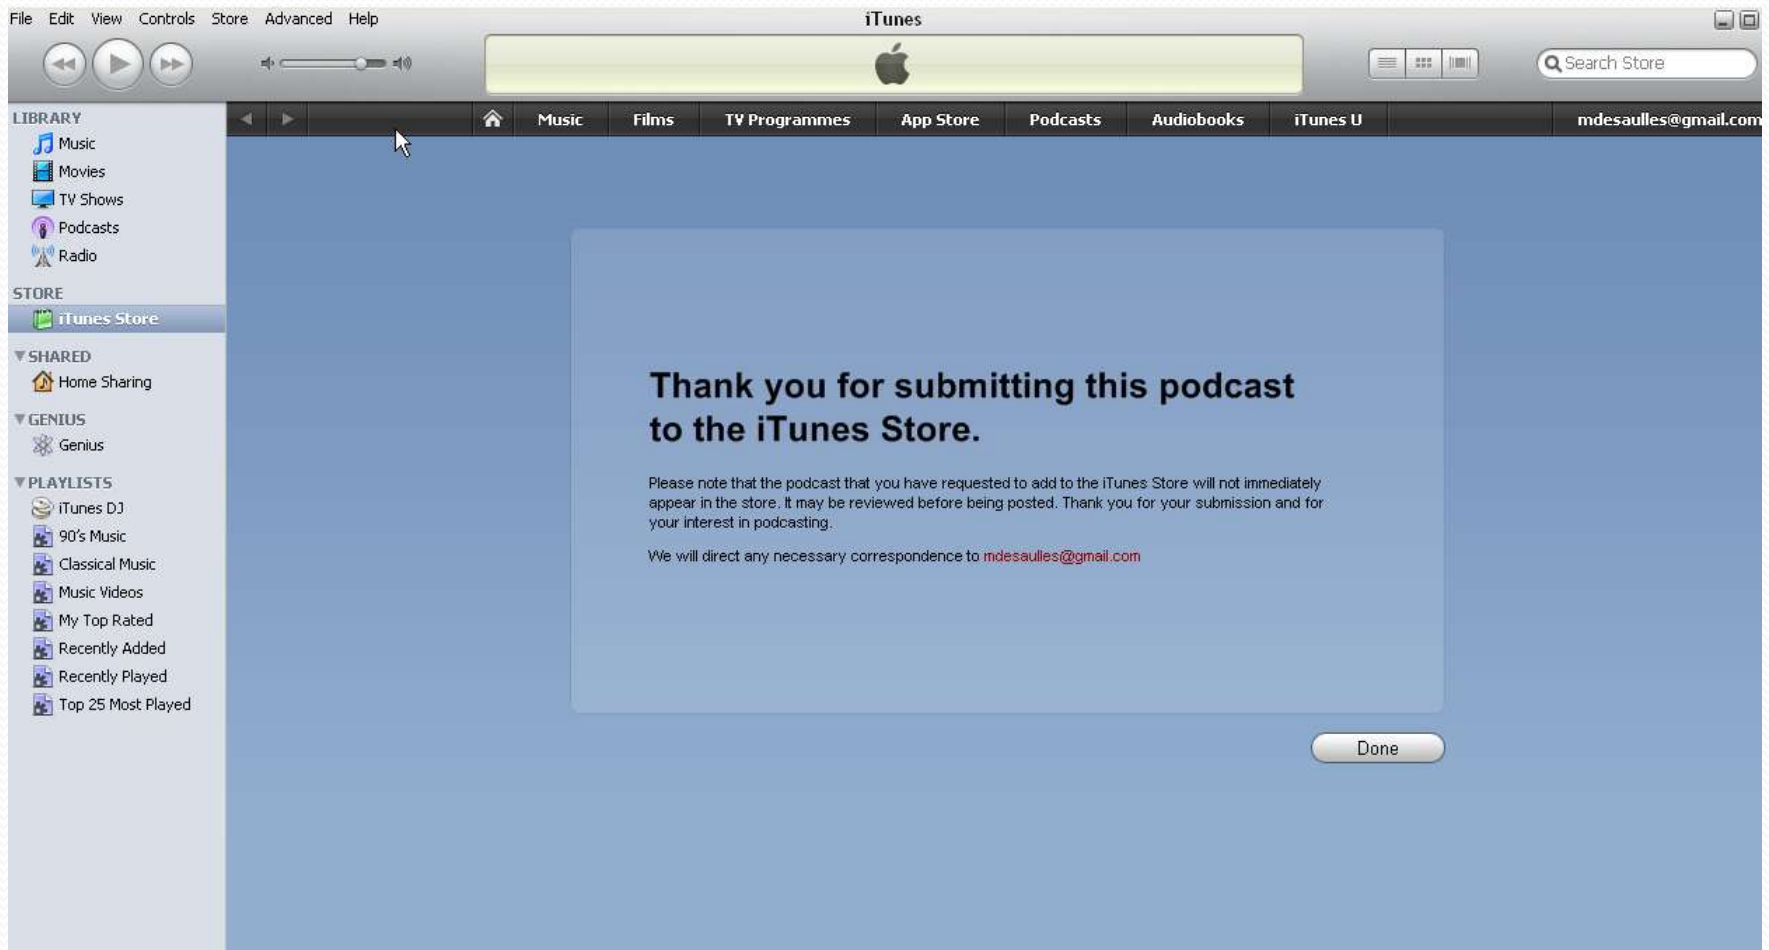 File Edit View Controls Store Advanced Help
iTunes
Search Store
LIBRARY
Music
Movies
TV Shows
Podcasts
Radio
STORE
iTunes Store
SHARED
Home Sharing
GENIUS
Genius
PLAYLISTS
iTunes DJ
90's Music
Classical Music
Music Videos
My Top Rated
Recently Added
Recently Played
Top 25 Most Played
Music Films TV Programmes App Store Podcasts Audiobooks iTunes U mdesaulles@gmail.com
Thank you for submitting this podcast
to the iTunes Store.
Please note that the podcast that you have requested to add to the iTunes Store will not immediately
appear in the store. It may be reviewed before being posted. Thank you for your submission and for
your interest in podcasting.
We will direct any necessary correspondence to mdesaulles@gmail.com
Done